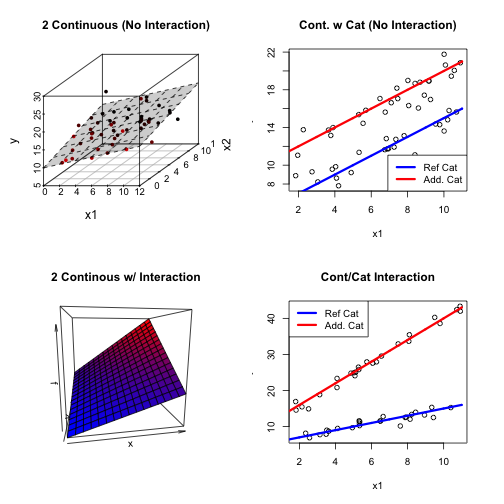 2 Continuous (No Interaction)
y
5 10 15 20 25 30
0 2 4 6 8 10 12
x1
0 2 4 6 8 10
x2
Cont. w Cat (No Interaction)
8 10 14 18 22
2 4 6 8 10
x1
Ref Cat
Add. Cat
2 Continous w/ Interaction
x
Cont/Cat Interaction
10 20 30 40
2 4 6 8 10
x1
Ref Cat
Add. Cat